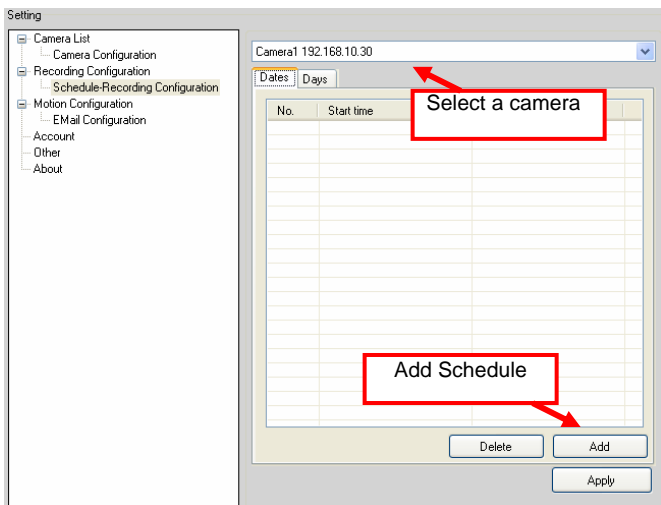 Setting
Camera List
Camera Configuration
Recording Configuration
Schedule-Recording Configuration
Motion Configuration
EMail Configuration
Account
Other
About
Camera1 192.168.10.30
Dates Days
No. Start time
Select a camera
Add Schedule
Delete Add
Apply